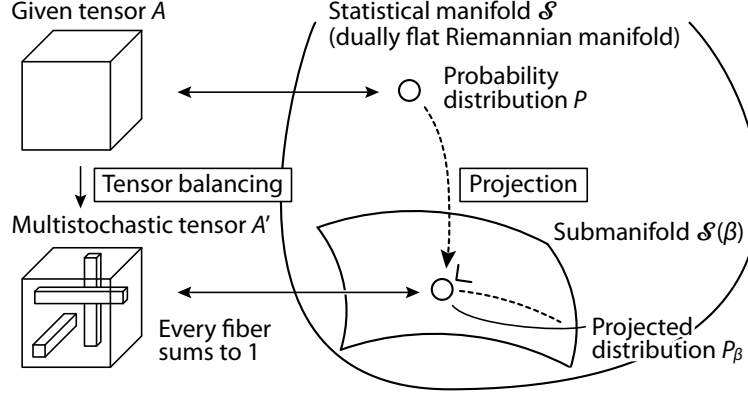 Given tensor A
Statistical manifold 𝓢
(dually flat Riemannian manifold)
Probability
distribution P
Tensor balancing
Projection
Multistochastic tensor A′
Submanifold 𝓢(β)
Every fiber
sums to 1
Projected
distribution Pβ